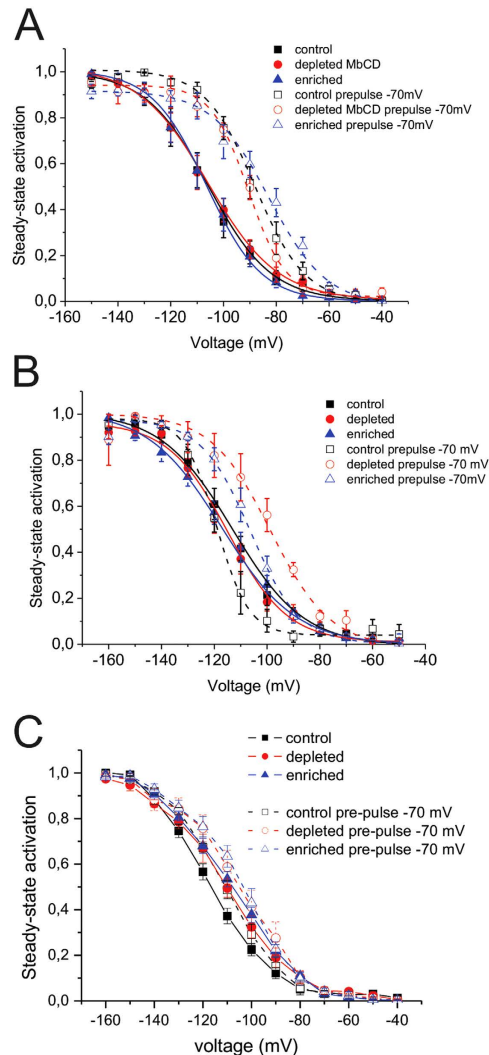 A
control
depleted MbCD
enriched
control prepulse -70mV
depleted MbCD prepulse -70mV
enriched prepulse -70mV
Steady-state activation
1,0
0,8
0,6
0,4
0,2
0,0
-160 -140 -120 -100 -80 -60 -40
Voltage (mV)
B
control
depleted
enriched
control prepulse -70 mV
depleted prepulse -70 mV
enriched prepulse -70mV
Steady-state activation
1,0
0,8
0,6
0,4
0,2
0,0
-160 -140 -120 -100 -80 -60 -40
Voltage (mV)
C
control
depleted
enriched
control pre-pulse -70 mV
depleted pre-pulse -70 mV
enriched pre-pulse -70 mV
Steady-state activation
1,0
0,8
0,6
0,4
0,2
0,0
-160 -140 -120 -100 -80 -60 -40
voltage (mV)